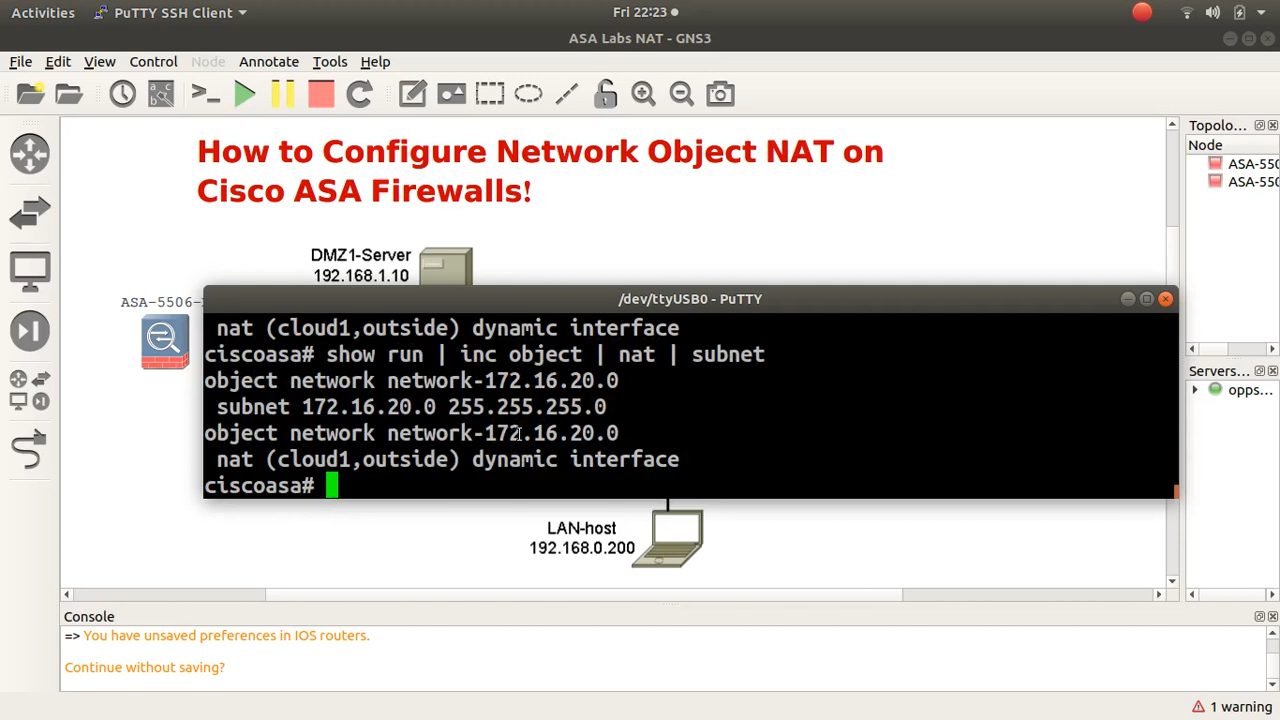 Activities PuTTY SSH Client Fri 22:23
ASA Labs NAT - GNS3
File Edit View Control Node Annotate Tools Help
How to Configure Network Object NAT on
Cisco ASA Firewalls!
Topolo...
Node
ASA-550
ASA-550
DMZ1-Server
192.168.1.10
ASA-5506-
/dev/ttyUSB0 - PuTTY
nat (cloud1,outside) dynamic interface
ciscoasa# show run | inc object | nat | subnet
object network network-172.16.20.0
subnet 172.16.20.0 255.255.255.0
object network network-172.16.20.0
nat (cloud1,outside) dynamic interface
ciscoasa#
Servers...
opps...
LAN-host
192.168.0.200
Console
=> You have unsaved preferences in IOS routers.
Continue without saving?
1 warning